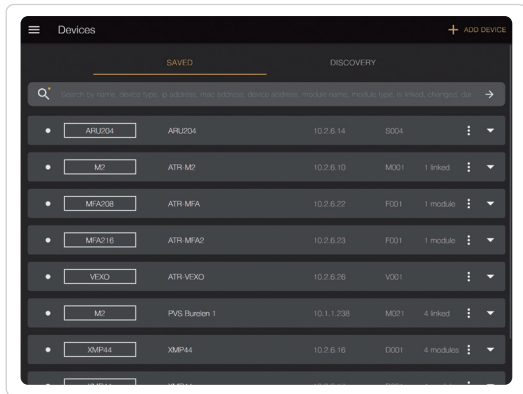 Devices
ADD DEVICE
SAVED DISCOVERY
Search by name, device type, ip address, mac address, device address, module name, module type, is linked, changed,
ARU204 ARU204 10.2.6.14 S004
M2 ATR-M2 10.2.6.10 M001 1 linked
MFA208 ATR-MFA 10.2.6.22 F001 1 module
MFA216 ATR-MFA2 10.2.6.23 F001 1 module
VEXO ATR-VEXO 10.2.6.26 V001
M2 PVS Burelen 1 10.1.1.238 M021 4 linked
XMP44 XMP44 10.2.6.16 D001 4 modules
XMP44 XMP44